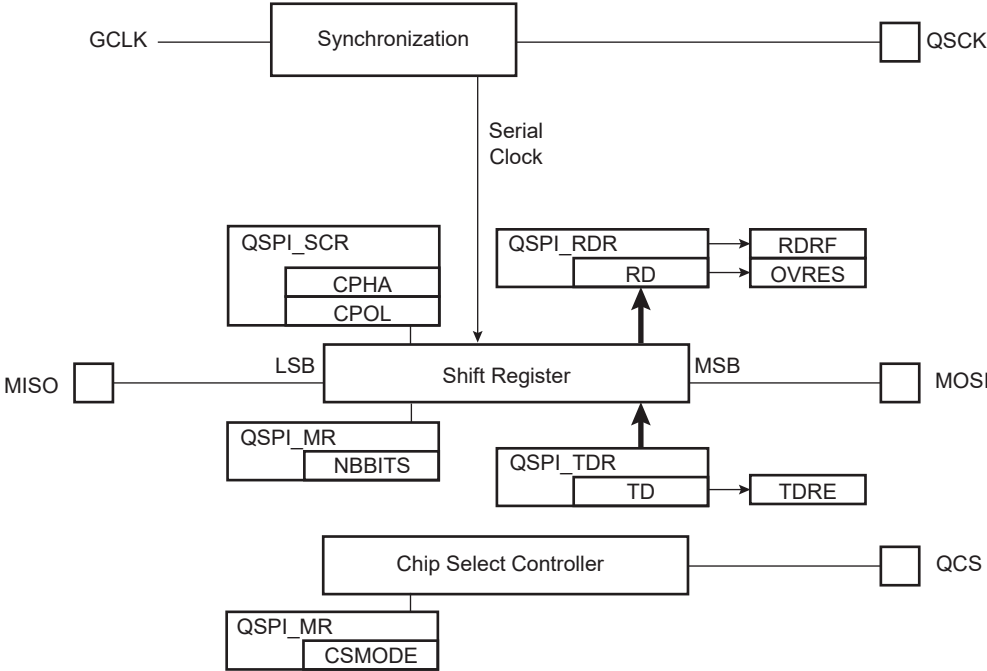 GCLK
Synchronization
QSCK
Serial
Clock
QSPI_SCR
CPHA
CPOL
QSPI_RDR
RD
RDRF
OVRES
MISO
LSB
Shift Register
MSB
MOSI
QSPI_MR
NBBITS
QSPI_TDR
TD
TDRE
Chip Select Controller
QCS
QSPI_MR
CSMODE